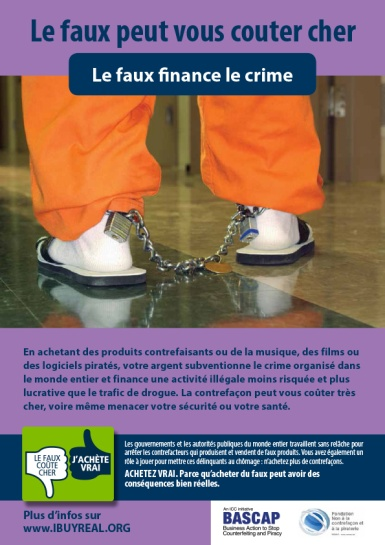 Le faux peut vous couter cher
Le faux finance le crime
En achetant des produits contrefaisants ou de la musique, des films ou
des logiciels piratés, votre argent subventionne le crime organisé dans
le monde entier et finance une activité illégale moins risquée et plus
lucrative que le trafic de drogue. La contrefaçon peut vous coûter très
cher, voire même menacer votre sécurité ou votre santé.
LE FAUX
COÛTE
CHER
J'ACHÈTE
VRAI
Les gouvernements et les autorités publiques du monde entier travaillent sans relâche pour
arrêter les contrefacteurs qui produisent et vendent de faux produits. Vous avez également un
rôle à jouer pour mettre ces délinquants au chômage : n'achetez plus de contrefaçons.
ACHETEZ VRAI. Parce qu'acheter du faux peut avoir des
conséquences bien réelles.
Plus d'infos sur
www.IBUYREAL.ORG
An ICC initiative
BASCAP
Business Action to Stop
Counterfeiting and Piracy
Fondation
Non à la
contrefaçon et
à la piraterie